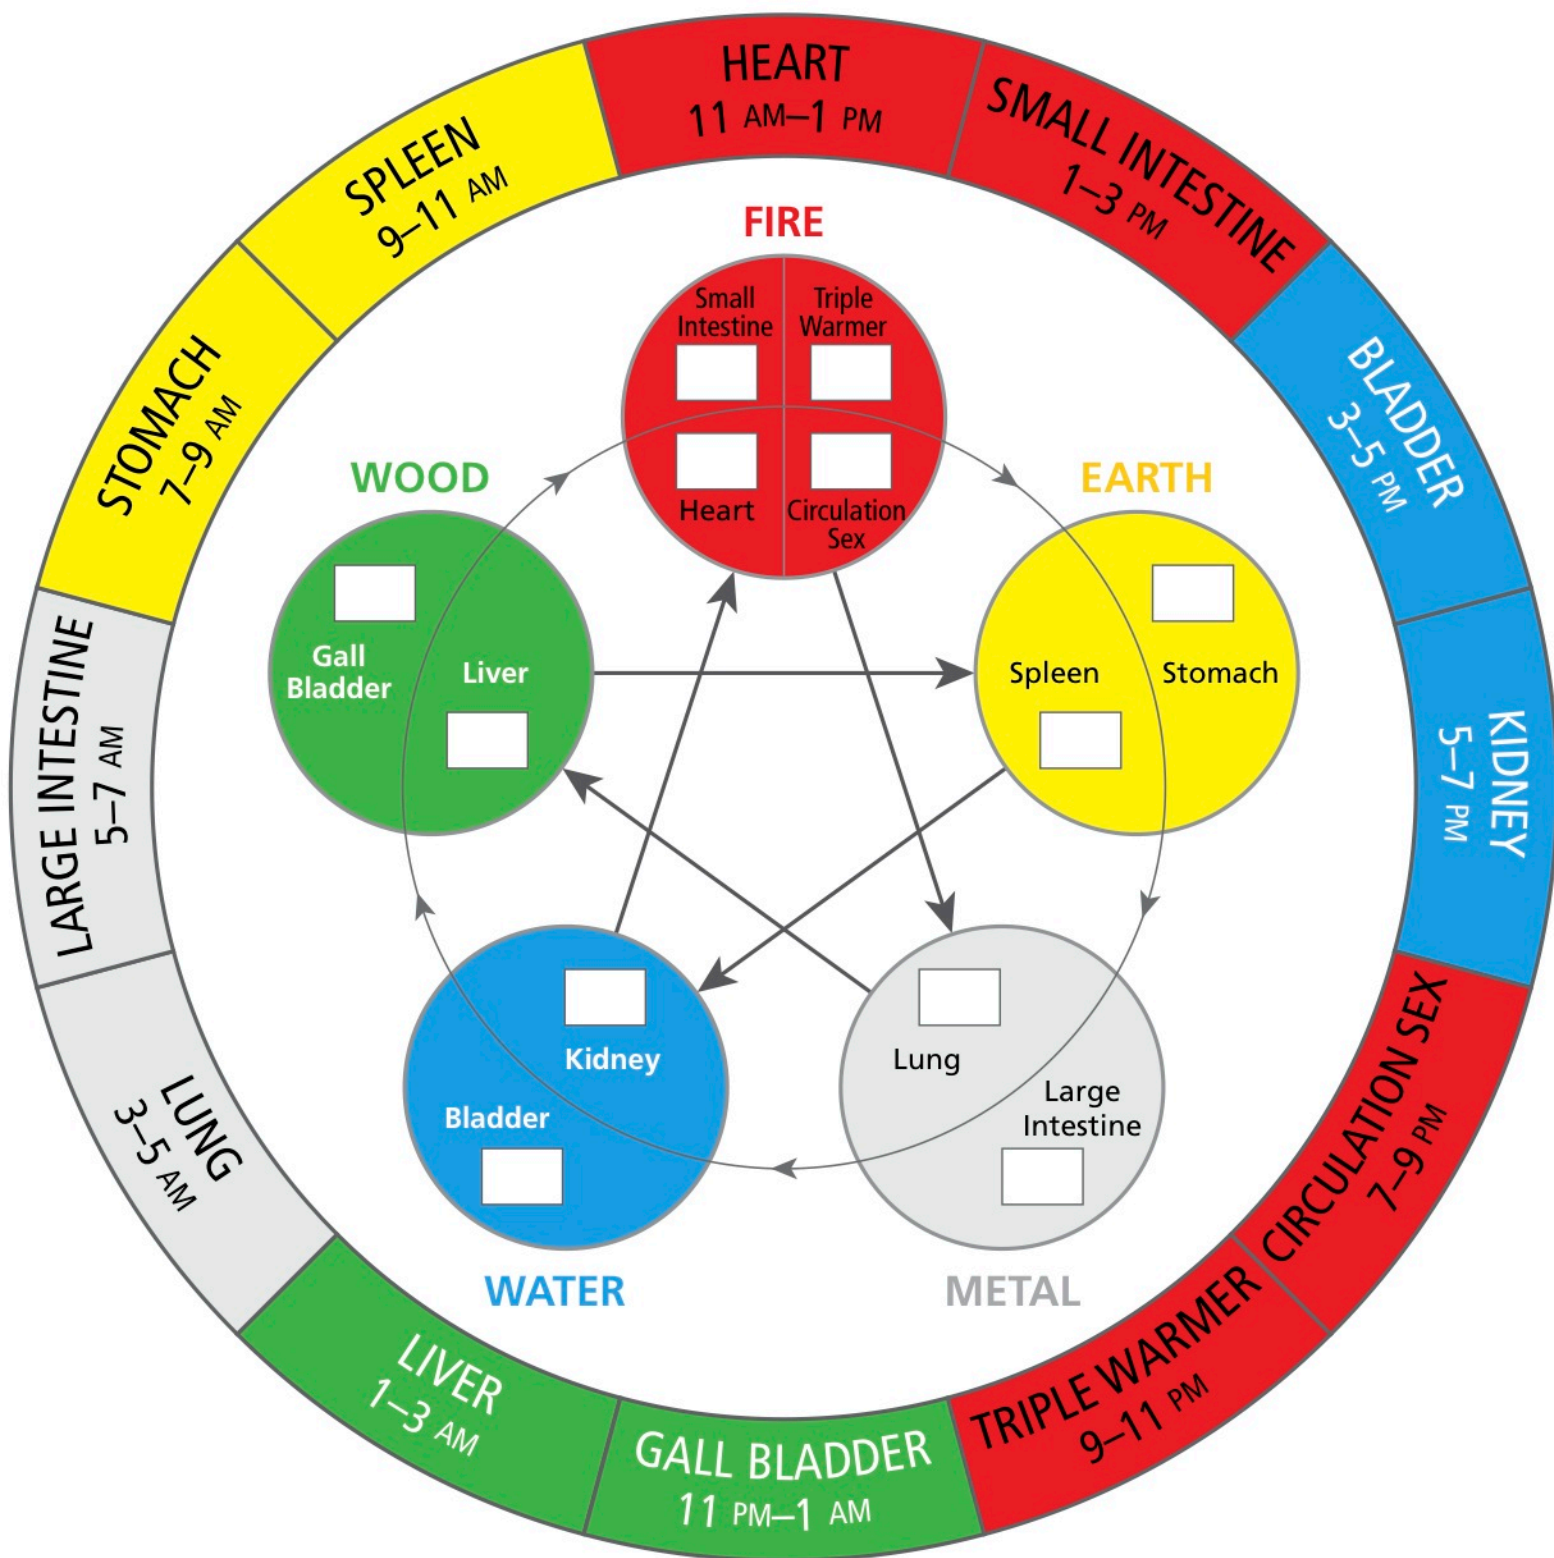 HEART
11 AM–1 PM
SMALL INTESTINE
1–3 PM
BLADDER
3–5 PM
KIDNEY
5–7 PM
CIRCULATION SEX
7–9 PM
TRIPLE WARMER
9–11 PM
GALL BLADDER
11 PM–1 AM
LIVER
1–3 AM
LUNG
3–5 AM
LARGE INTESTINE
5–7 AM
STOMACH
7–9 AM
SPLEEN
9–11 AM
FIRE
Small
Intestine
Triple
Warmer
Heart
Circulation
Sex
EARTH
Spleen
Stomach
METAL
Lung
Large
Intestine
WATER
Kidney
Bladder
WOOD
Gall
Bladder
Liver